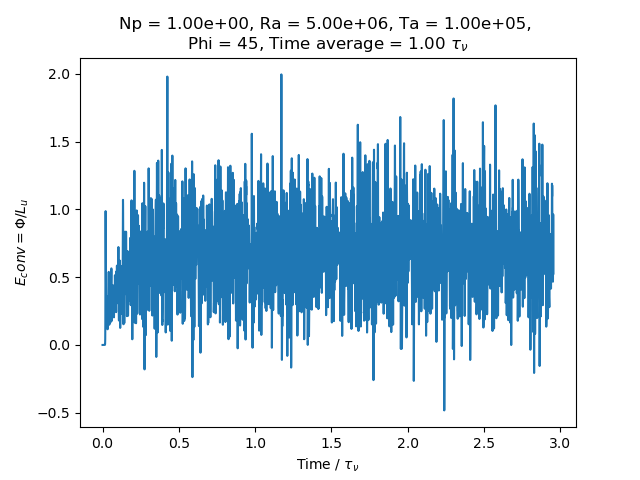 Np = 1.00e+00, Ra = 5.00e+06, Ta = 1.00e+05,
Phi = 45, Time average = 1.00 τν
2.0
1.5
1.0
0.5
0.0
−0.5
E_conv = Φ/L_u
0.0 0.5 1.0 1.5 2.0 2.5 3.0
Time / τν